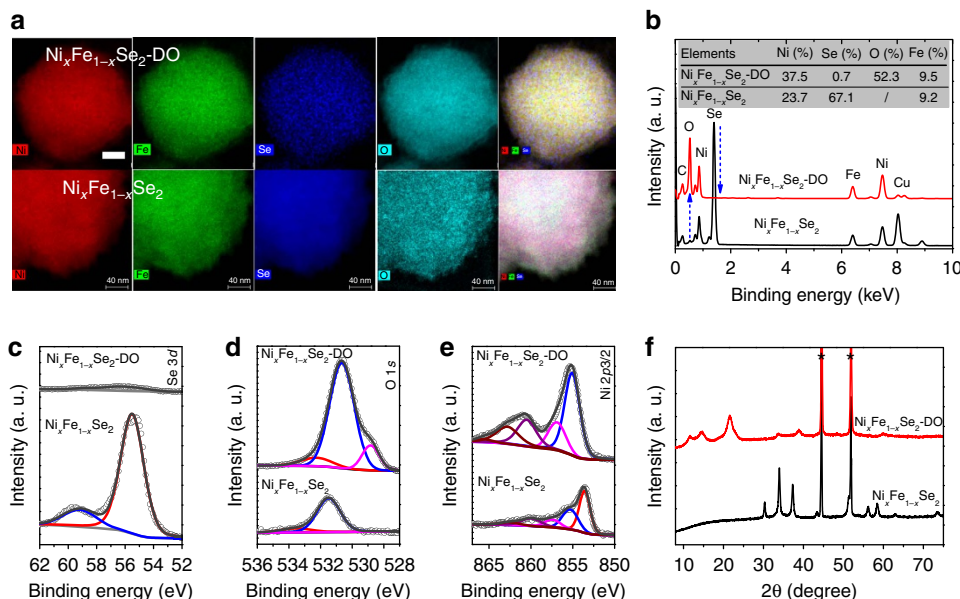 a
NixFe1−xSe2-DO
Ni
Fe
Se
O
NixFe1−xSe2
Ni
Fe
Se
O
40 nm
40 nm
40 nm
40 nm
40 nm
b
Elements Ni (%) Se (%) O (%) Fe (%)
NixFe1−xSe2-DO 37.5 0.7 52.3 9.5
NixFe1−xSe2 23.7 67.1 / 9.2
Se
O
C
Ni
NixFe1−xSe2-DO
Fe
Ni
Cu
NixFe1−xSe2
Intensity (a. u.)
0 2 4 6 8 10
Binding energy (keV)
c
NixFe1−xSe2-DO
Se 3d
NixFe1−xSe2
Intensity (a. u.)
62 60 58 56 54 52
Binding energy (eV)
d
NixFe1−xSe2-DO
O 1s
NixFe1−xSe2
Intensity (a. u.)
536 534 532 530 528
Binding energy (eV)
e
NixFe1−xSe2-DO
Ni 2p3/2
NixFe1−xSe2
Intensity (a. u.)
865 860 855 850
Binding energy (eV)
f
* *
NixFe1−xSe2-DO
NixFe1−xSe2
Intensity (a. u.)
10 20 30 40 50 60 70
2θ (degree)